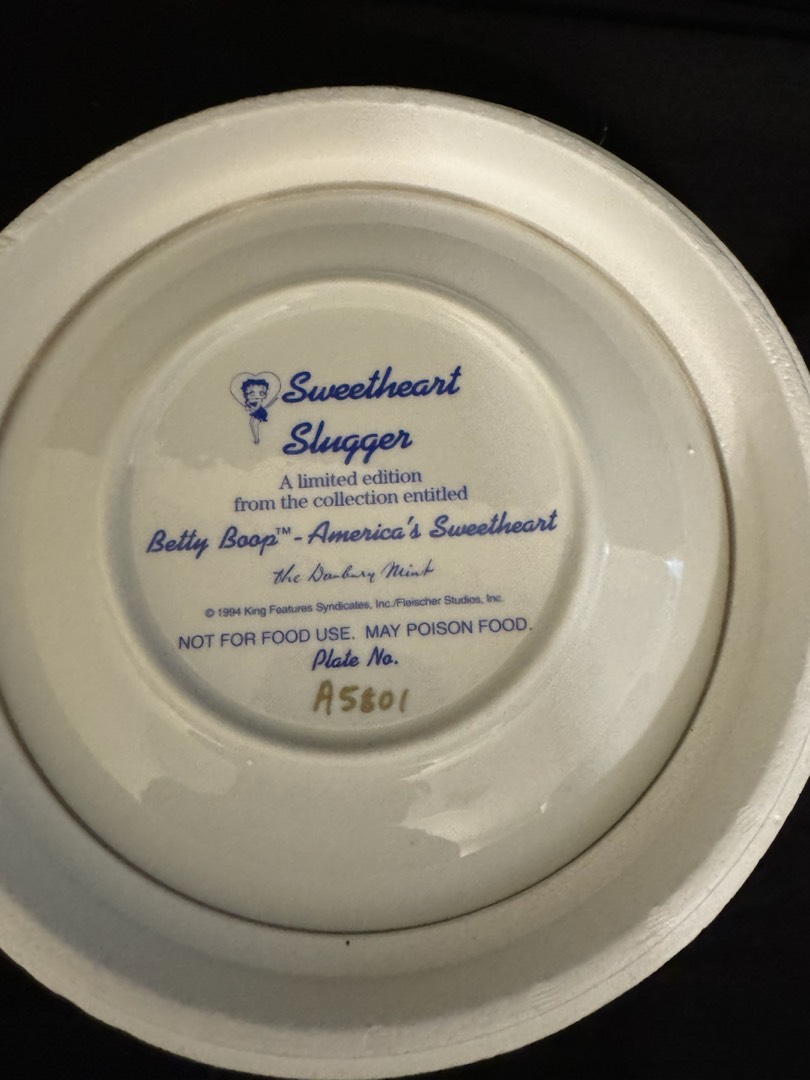 Sweetheart
Slugger
A limited edition
from the collection entitled
Betty Boop™ - America's Sweetheart
The Danbury Mint
© 1994 King Features Syndicates, Inc./Fleischer Studios, Inc.
NOT FOR FOOD USE. MAY POISON FOOD.
Plate No.
A5801